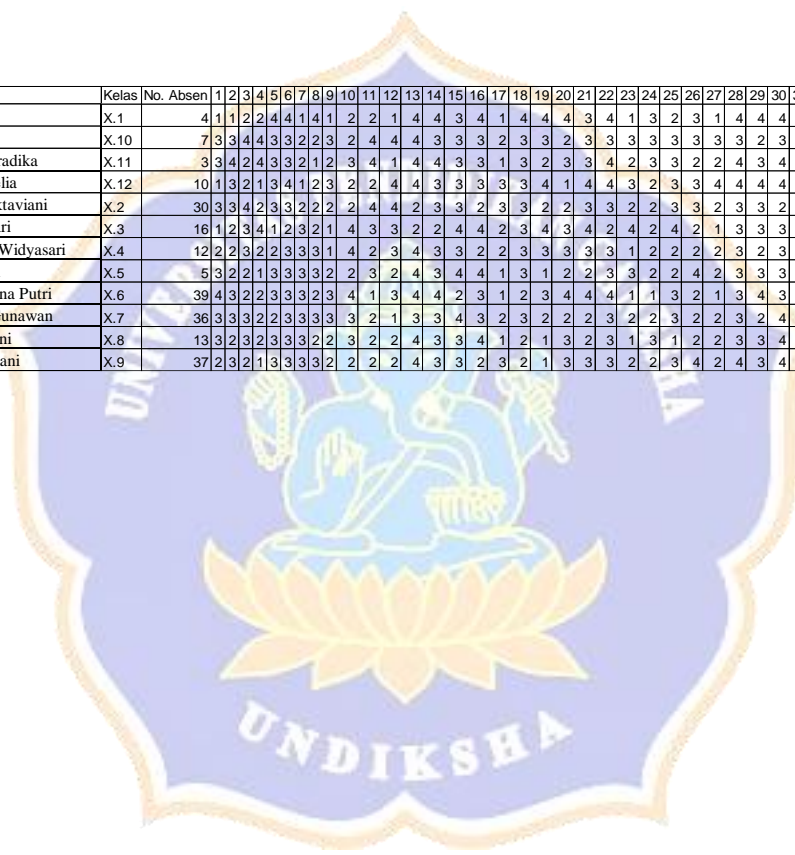 Kelas No. Absen 1 2 3 4 5 6 7 8 9 10 11 12 13 14 15 16 17 18 19 20 21 22 23 24 25 26 27 28 29 30
X.1 4 1 1 2 2 4 4 1 4 1 2 2 1 4 4 3 4 1 4 4 4 3 4 1 3 2 3 1 4 4 4
X.10 7 3 3 4 4 3 3 2 2 3 2 4 4 4 3 3 3 2 3 3 2 3 3 3 3 3 3 3 3 2 3
radika X.11 3 3 4 2 4 3 3 2 1 2 3 4 1 4 4 3 3 1 3 2 3 3 4 2 3 3 2 2 4 3 4
lia X.12 10 1 3 2 1 3 4 1 2 3 2 2 4 4 3 3 3 3 3 4 1 4 4 3 2 3 3 4 4 4 4
ktaviani X.2 30 3 3 4 2 3 3 2 2 2 2 4 4 2 3 3 2 3 3 2 2 3 3 2 2 3 3 2 3 3 2
ri X.3 16 1 2 3 4 1 2 3 2 1 4 3 3 2 2 4 4 2 3 4 3 4 2 2 4 2 4 2 1 3 3 3
Widyasari X.4 12 2 2 3 2 2 3 3 3 1 4 2 3 4 3 3 2 2 3 3 3 3 3 1 2 2 2 2 3 2 3
X.5 5 3 2 2 1 3 3 3 3 2 2 3 2 4 3 4 4 1 3 1 2 2 3 3 2 2 4 2 3 3 3
na Putri X.6 39 4 3 2 2 3 3 3 2 3 4 1 3 4 4 2 3 1 2 3 4 4 4 1 1 3 2 1 3 4 3
unawan X.7 36 3 3 2 3 3 3 3 3 3 3 2 1 3 3 4 3 2 3 2 2 2 3 2 2 3 2 2 3 2 4
ni X.8 13 3 2 3 2 3 3 3 2 2 3 2 2 4 3 3 4 1 2 1 3 2 3 1 3 1 2 2 3 3 4
ani X.9 37 2 3 2 1 3 3 3 3 2 2 2 2 4 3 3 2 3 2 1 3 3 3 2 2 3 4 2 4 3 4
UNDIKSHA